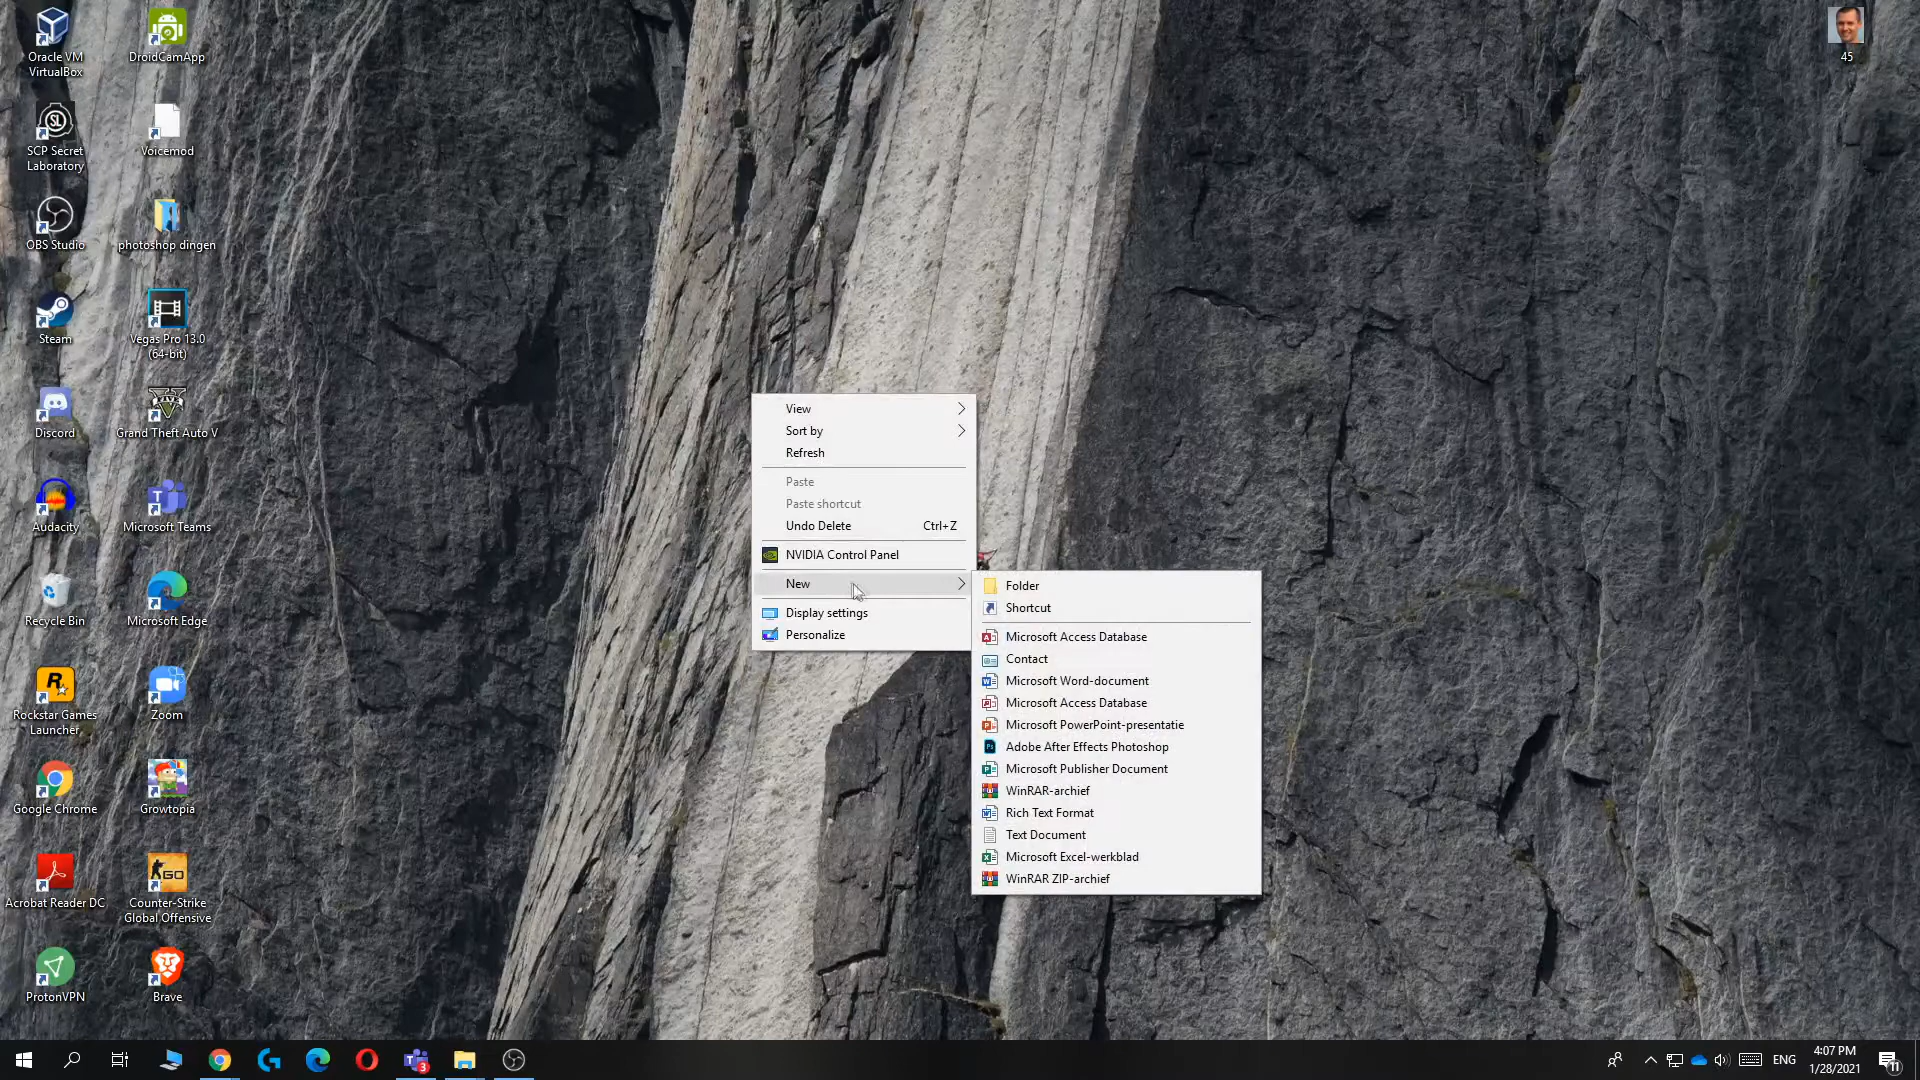 Oracle VM
VirtualBox
DroidCamApp
SCP Secret
Laboratory
Voicemod
OBS Studio
photoshop dingen
Steam
Vegas Pro 13.0
(64-bit)
Discord
Grand Theft Auto V
Audacity
Microsoft Teams
Recycle Bin
Microsoft Edge
Rockstar Games
Launcher
Zoom
Google Chrome
Growtopia
Acrobat Reader DC
Counter-Strike
Global Offensive
ProtonVPN
Brave
45
View
Sort by
Refresh
Paste
Paste shortcut
Undo Delete Ctrl+Z
NVIDIA Control Panel
New
Display settings
Personalize
Folder
Shortcut
Microsoft Access Database
Contact
Microsoft Word-document
Microsoft Access Database
Microsoft PowerPoint-presentatie
Adobe After Effects Photoshop
Microsoft Publisher Document
WinRAR-archief
Rich Text Format
Text Document
Microsoft Excel-werkblad
WinRAR ZIP-archief
3
ENG
4:07 PM
1/28/2021
11